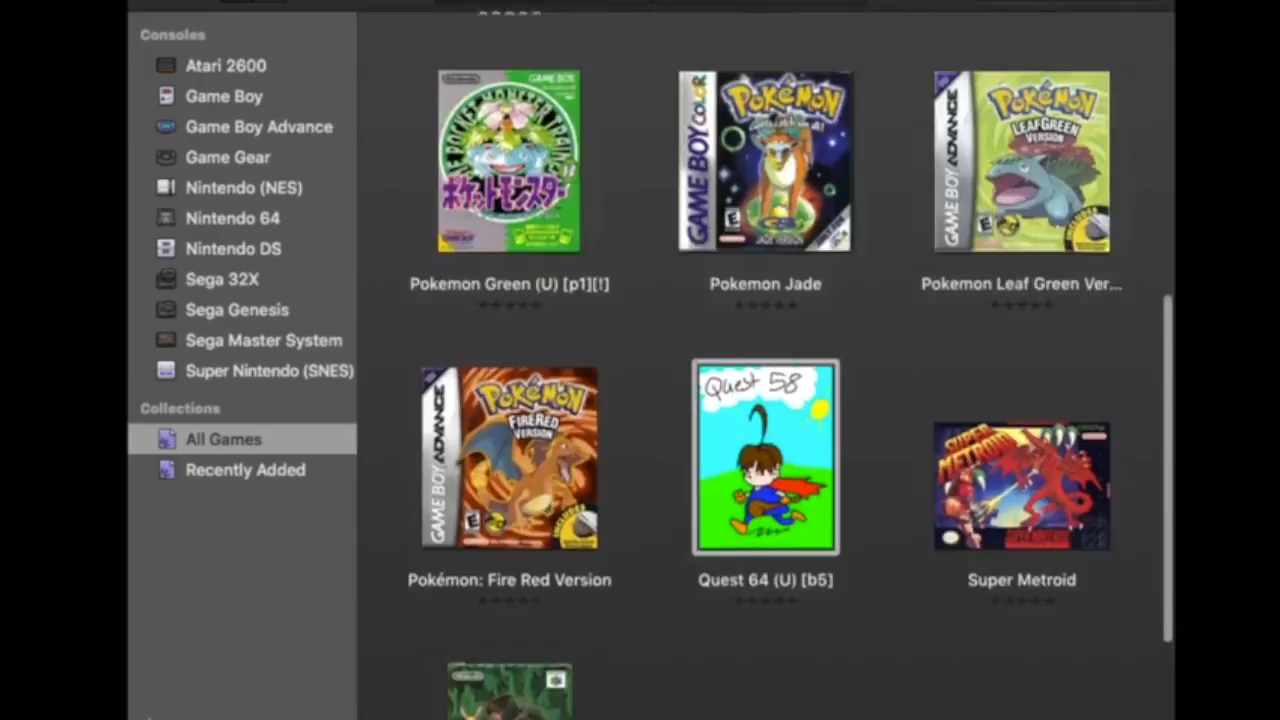 Consoles
Atari 2600
Game Boy
Game Boy Advance
Game Gear
Nintendo (NES)
Nintendo 64
Nintendo DS
Sega 32X
Sega Genesis
Sega Master System
Super Nintendo (SNES)
Collections
All Games
Recently Added
GAME BOY
ポケットモンスター
Pokemon Green (U) [p1][!]
GAME BOY COLOR
POKéMON
Pokemon Jade
GAME BOY ADVANCE
POKéMON
LEAFGREEN
VERSION
Pokemon Leaf Green Ver...
GAME BOY ADVANCE
POKéMON
FIRERED
VERSION
Pokémon: Fire Red Version
Quest 58
Quest 64 (U) [b5]
SUPER
METROID
Super Metroid